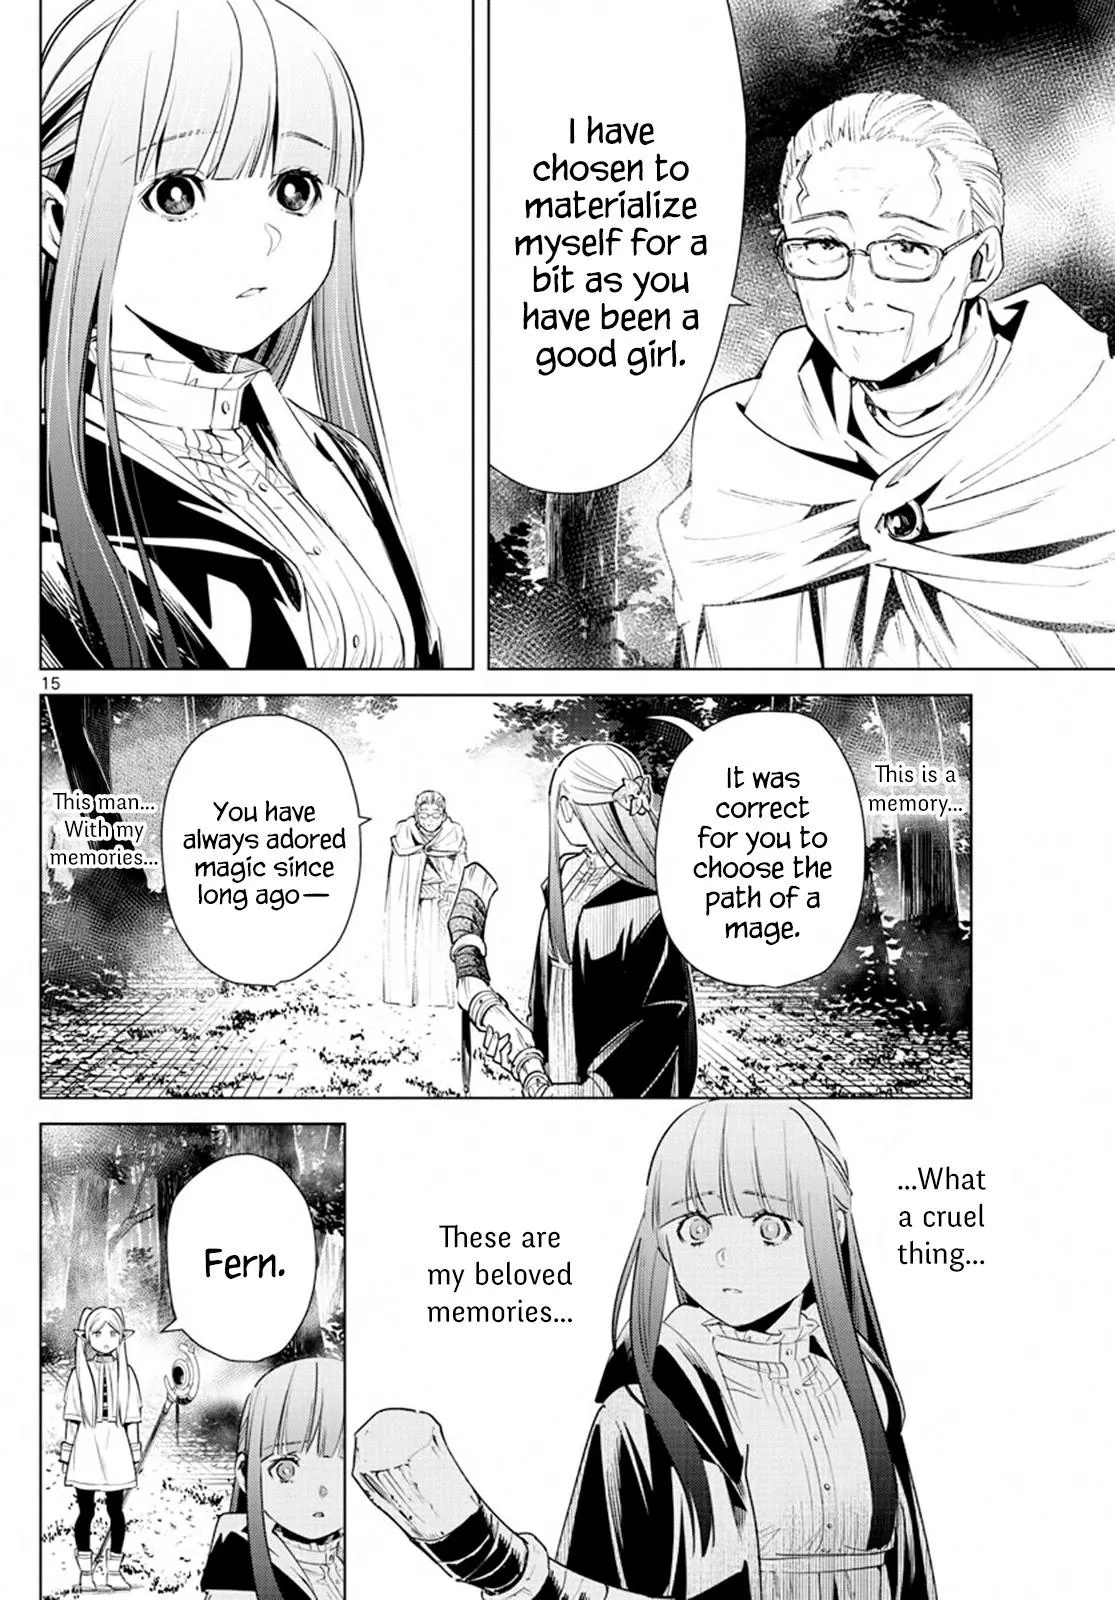 I have
chosen to
materialize
myself for a
bit as you
have been a
good girl.
15
This is a
memory...
It was
correct
for you to
choose the
path of a
mage.
You have
always adored
magic since
long ago—
This man...
With my
memories...
...What
a cruel
thing...
These are
my beloved
memories...
Fern.